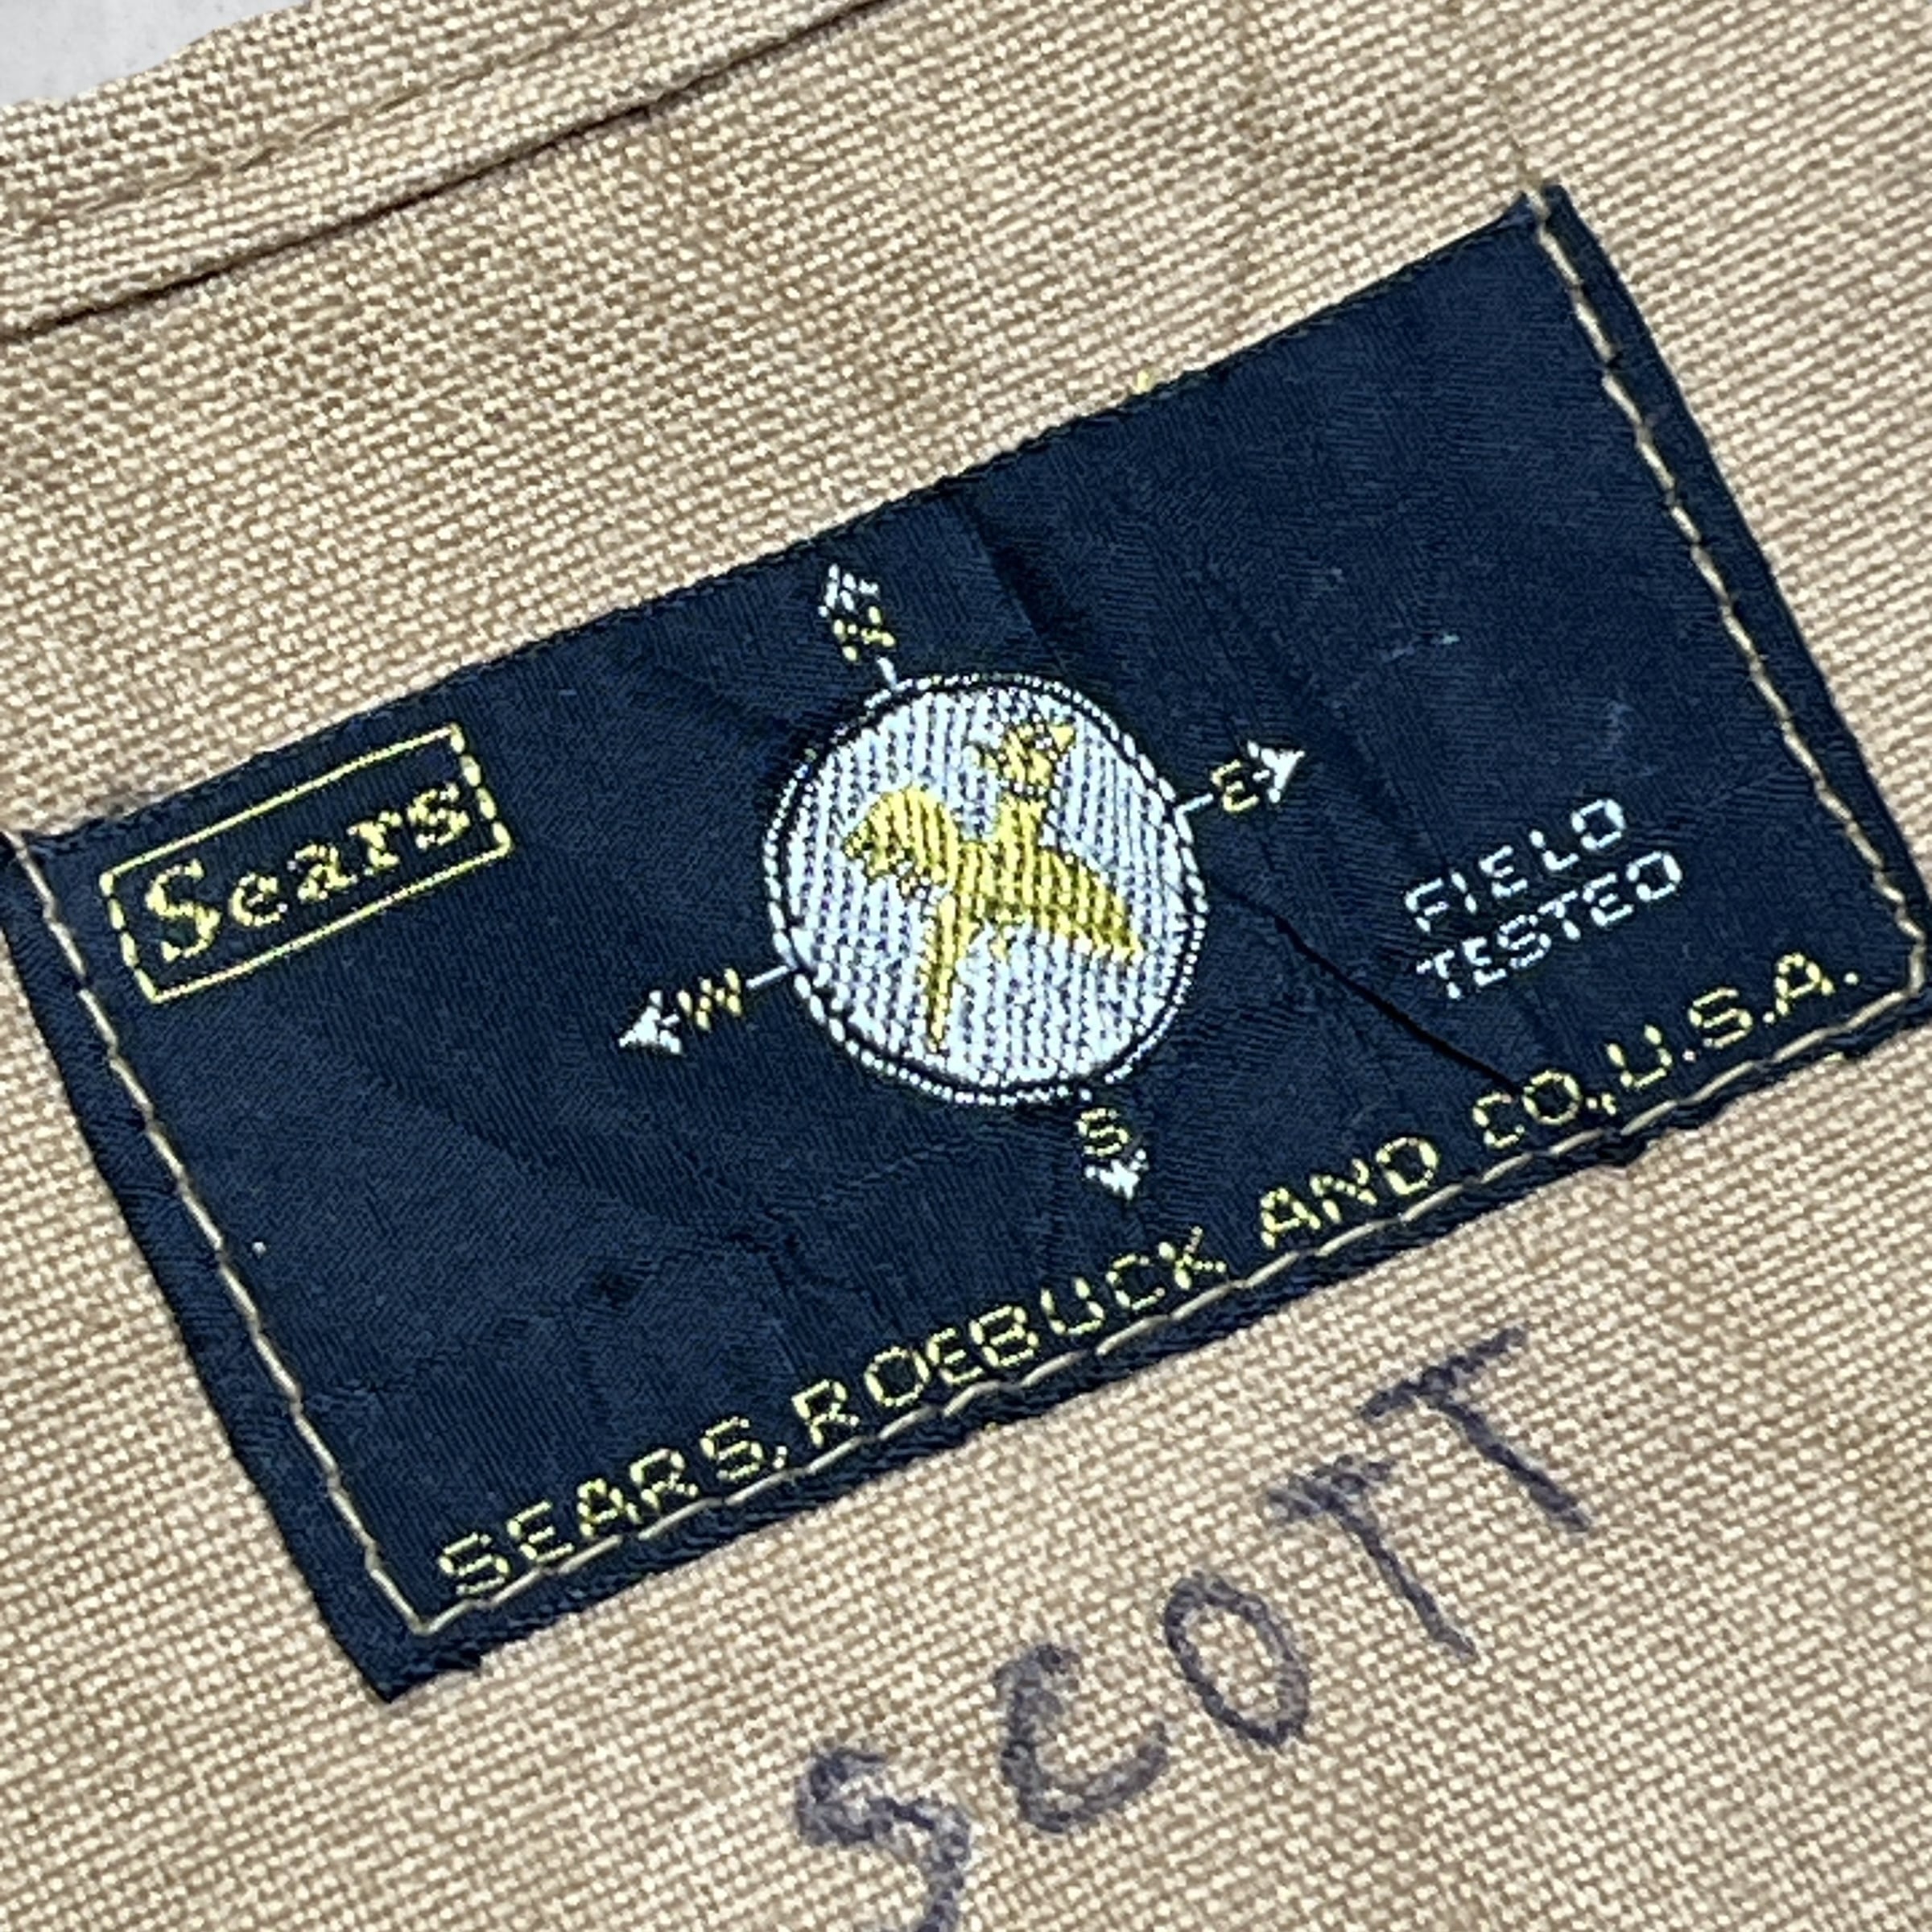 Sears
N
W
E
S
FIELD
TESTED
SEARS, ROEBUCK AND CO., U.S.A.
SCOTT